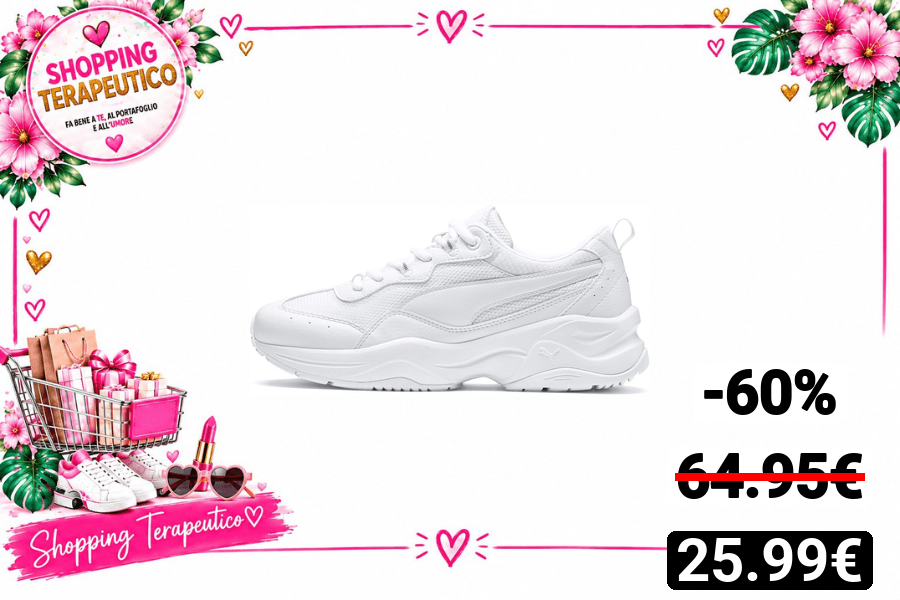 SHOPPING
TERAPEUTICO
FA BENE A TE, AL PORTAFOGLIO
E ALL'UMORE
-60%
64.95€
25.99€
Shopping Terapeutico